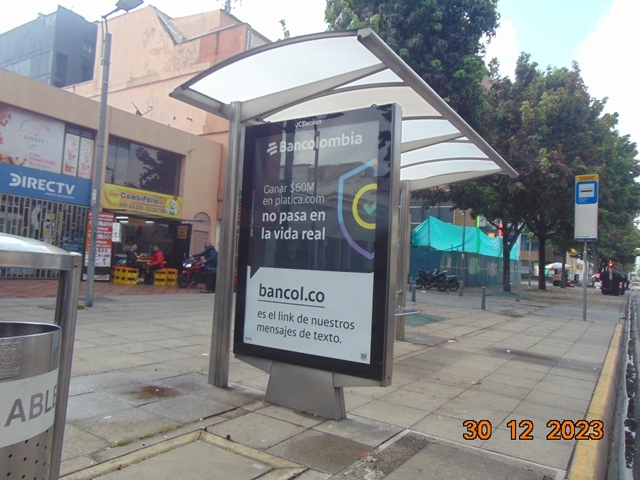 JCDecaux
Bancolombia
Ganar $60M
en platica.com
no pasa en
la vida real
bancol.co
es el link de nuestros
mensajes de texto.
DIRECTV
ABLE
30 12 2023